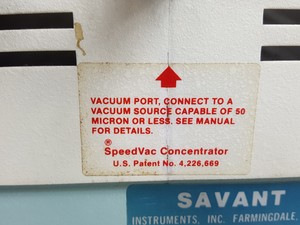 VACUUM PORT, CONNECT TO A
VACUUM SOURCE CAPABLE OF 50
MICRON OR LESS. SEE MANUAL
FOR DETAILS.
®
SpeedVac Concentrator
U.S. Patent No. 4,226,669
SAVANT
INSTRUMENTS, INC. FARMINGDALE,